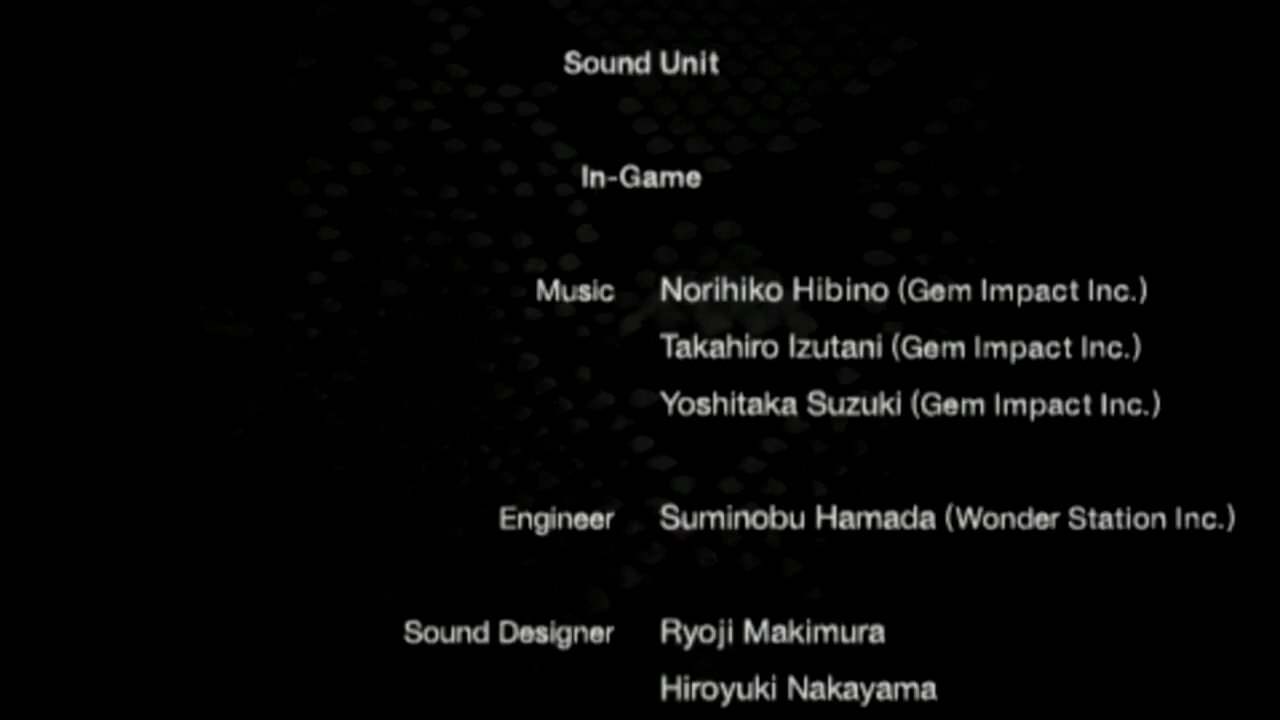 Sound Unit
In-Game
Music Norihiko Hibino (Gem Impact Inc.)
Takahiro Izutani (Gem Impact Inc.)
Yoshitaka Suzuki (Gem Impact Inc.)
Engineer Suminobu Hamada (Wonder Station Inc.)
Sound Designer Ryoji Makimura
Hiroyuki Nakayama